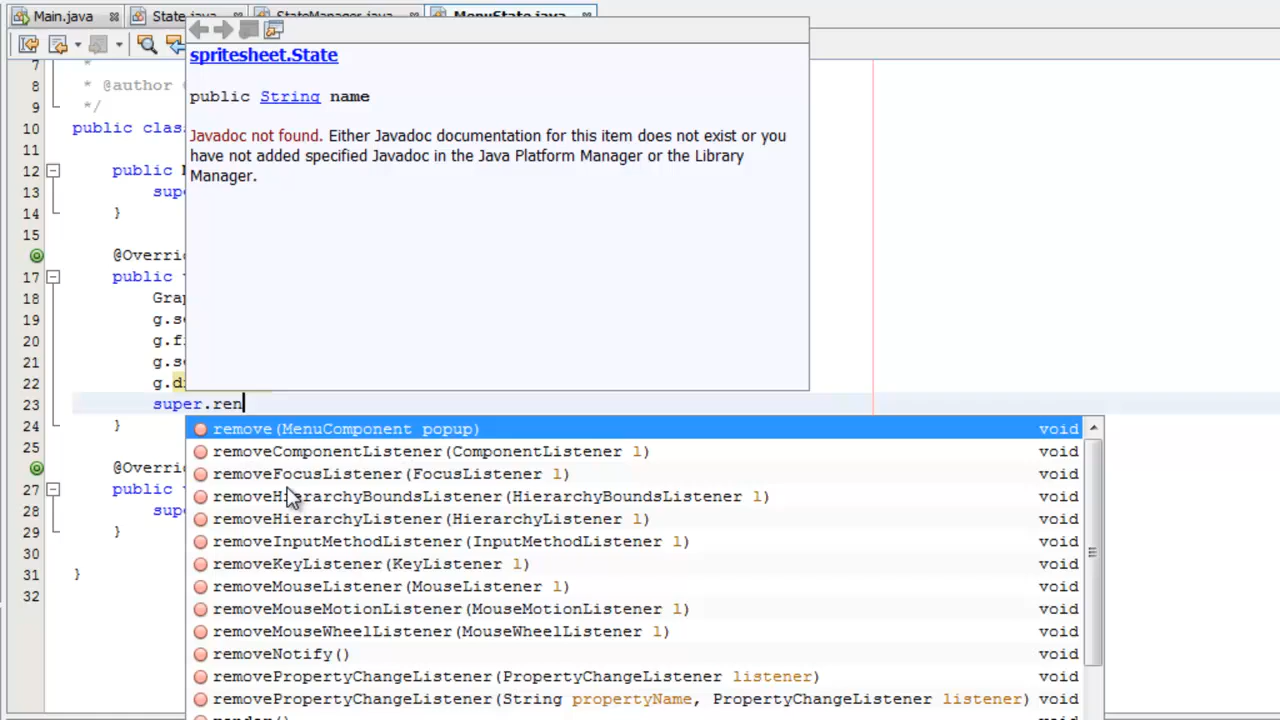 Main.java State.java StateManager.java MenuState.java
spritesheet.State
public String name
Javadoc not found. Either Javadoc documentation for this item does not exist or you
have not added specified Javadoc in the Java Platform Manager or the Library
Manager.
7 *
8 * @author
9 */
10 public class
11
12 public
13 supe
14 }
15
@Overri
17 public
18 Gra
19 g.s
20 g.f
21 g.s
22 g.d
23 super.ren
24 }
25
@Overri
27 public
28 supe
29 }
30
31 }
32
remove(MenuComponent popup) void
removeComponentListener(ComponentListener l) void
removeFocusListener(FocusListener l) void
removeHierarchyBoundsListener(HierarchyBoundsListener l) void
removeHierarchyListener(HierarchyListener l) void
removeInputMethodListener(InputMethodListener l) void
removeKeyListener(KeyListener l) void
removeMouseListener(MouseListener l) void
removeMouseMotionListener(MouseMotionListener l) void
removeMouseWheelListener(MouseWheelListener l) void
removeNotify() void
removePropertyChangeListener(PropertyChangeListener listener) void
removePropertyChangeListener(String propertyName, PropertyChangeListener listener) void
render() void